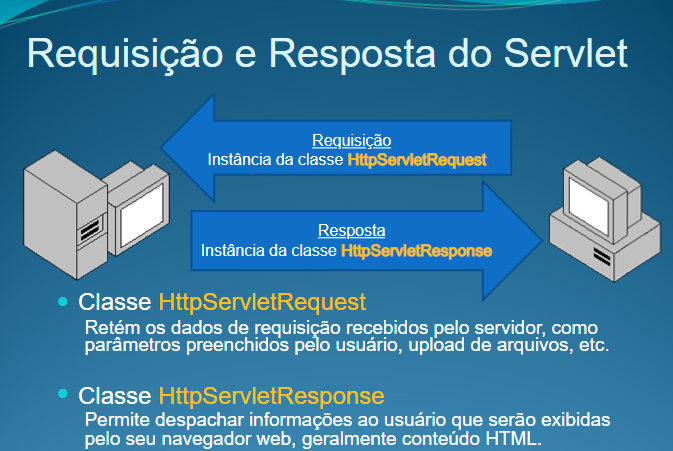 Requisição e Resposta do Servlet
Requisição
Instância da classe HttpServletRequest
Resposta
Instância da classe HttpServletResponse
Classe HttpServletRequest
Retém os dados de requisição recebidos pelo servidor, como
parâmetros preenchidos pelo usuário, upload de arquivos, etc.
Classe HttpServletResponse
Permite despachar informações ao usuário que serão exibidas
pelo seu navegador web, geralmente conteúdo HTML.